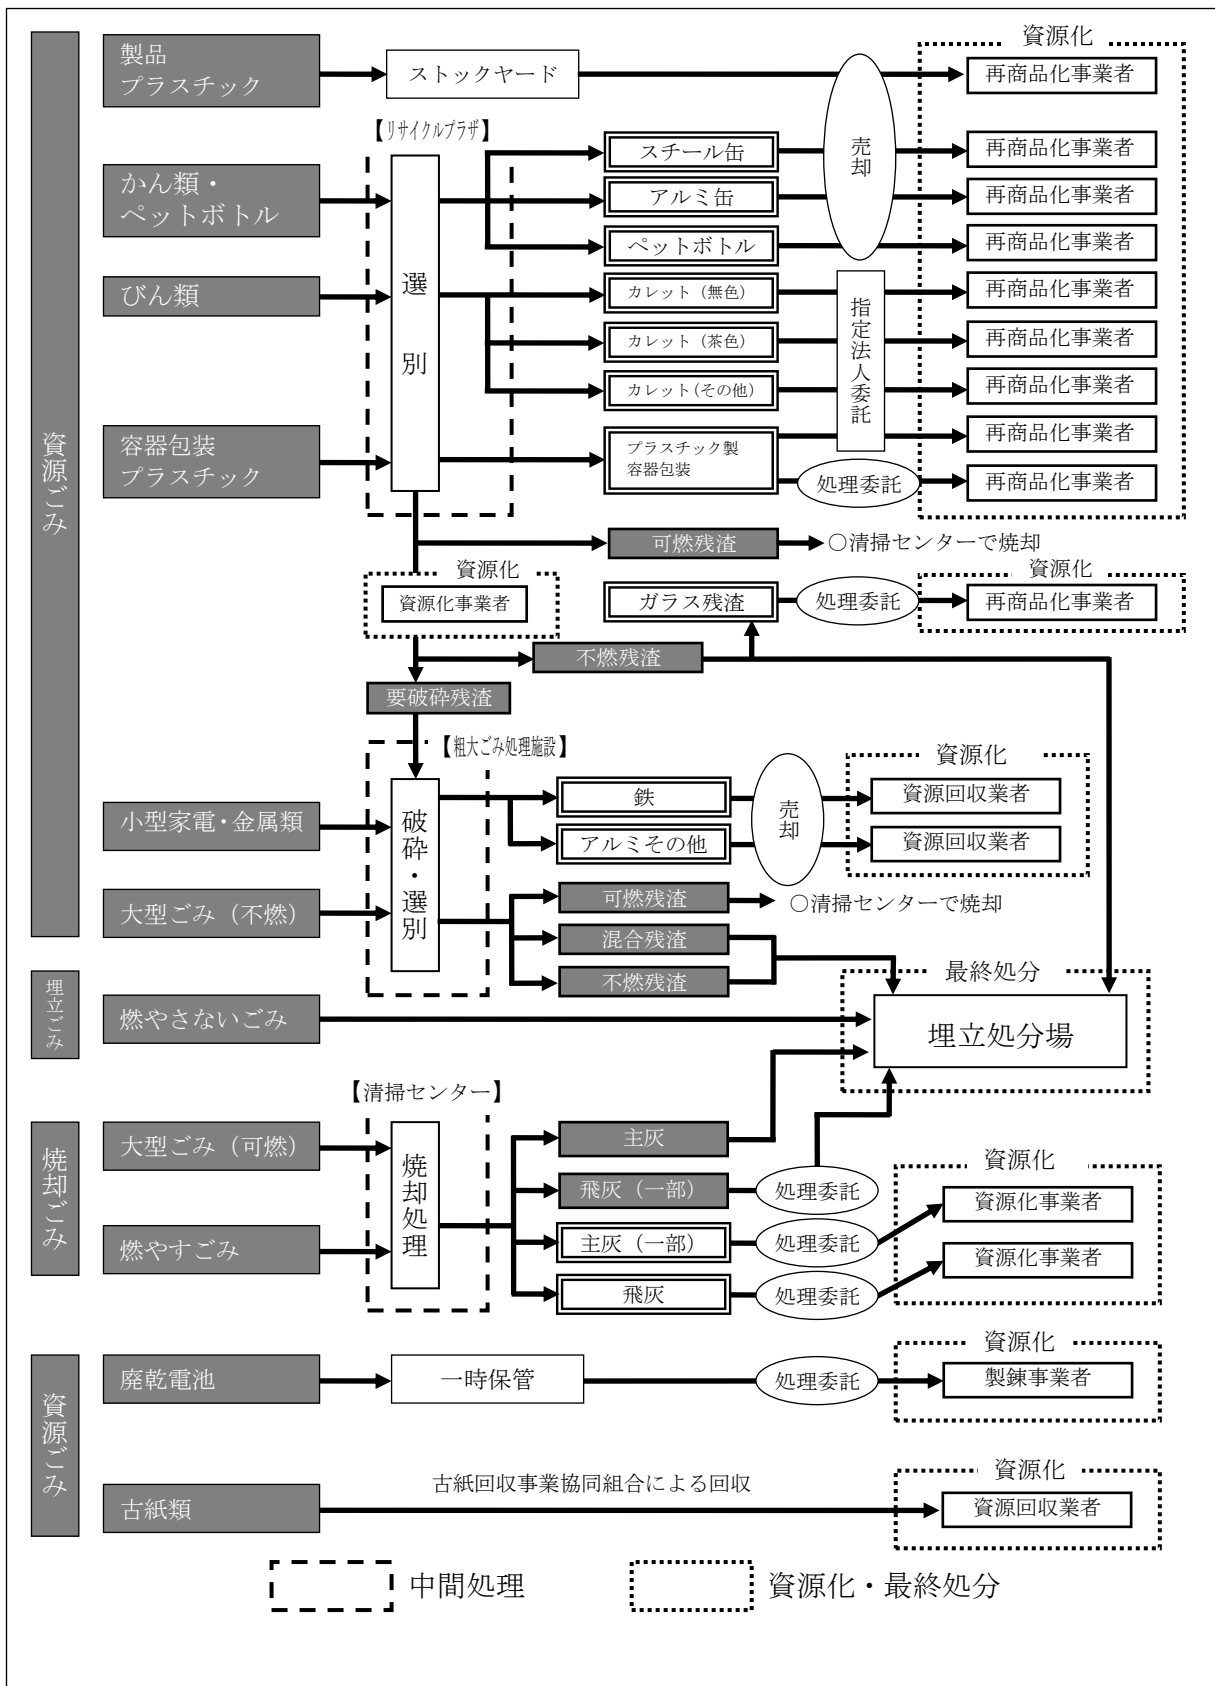 資源化
製品
プラスチック
ストックヤード
再商品化事業者
【リサイクルプラザ】
売却
スチール缶
再商品化事業者
かん類・
ペットボトル
アルミ缶
再商品化事業者
ペットボトル
再商品化事業者
選別
びん類
カレット（無色）
指定法人委託
再商品化事業者
カレット（茶色）
再商品化事業者
カレット（その他）
再商品化事業者
資源ごみ
容器包装
プラスチック
プラスチック製
容器包装
再商品化事業者
処理委託
再商品化事業者
可燃残渣
○清掃センターで焼却
資源化
資源化事業者
ガラス残渣
処理委託
資源化
再商品化事業者
不燃残渣
要破砕残渣
【粗大ごみ処理施設】
資源化
鉄
売却
資源回収業者
小型家電・金属類
破砕・選別
アルミその他
資源回収業者
大型ごみ（不燃）
可燃残渣
○清掃センターで焼却
混合残渣
不燃残渣
最終処分
埋立ごみ
燃やさないごみ
埋立処分場
【清掃センター】
焼却ごみ
大型ごみ（可燃）
焼却処理
主灰
資源化
飛灰（一部）
処理委託
資源化事業者
燃やすごみ
主灰（一部）
処理委託
資源化事業者
飛灰
処理委託
資源ごみ
資源化
廃乾電池
一時保管
処理委託
製錬事業者
古紙回収事業協同組合による回収
資源化
古紙類
資源回収業者
中間処理
資源化・最終処分